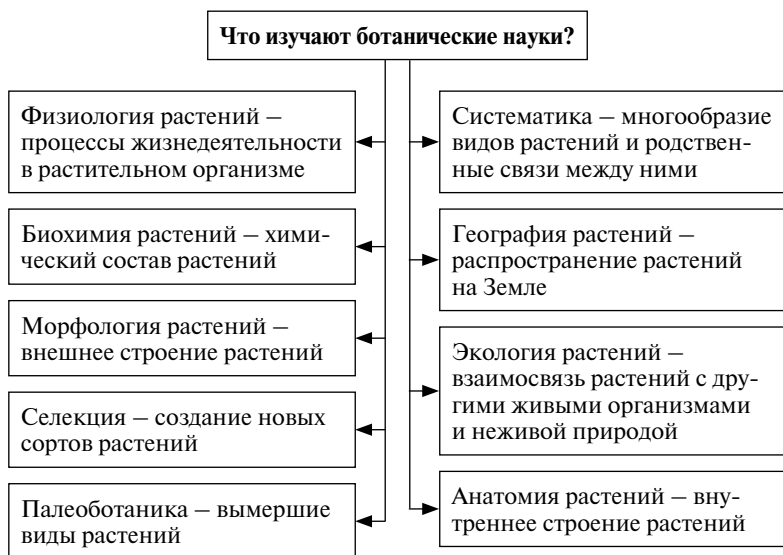 Что изучают ботанические науки?
Физиология растений –
процессы жизнедеятельности
в растительном организме
Биохимия растений – хими-
ческий состав растений
Морфология растений –
внешнее строение растений
Селекция – создание новых
сортов растений
Палеоботаника – вымершие
виды растений
Систематика – многообразие
видов растений и родствен-
ные связи между ними
География растений –
распространение растений
на Земле
Экология растений –
взаимосвязь растений с дру-
гими живыми организмами
и неживой природой
Анатомия растений – вну-
треннее строение растений